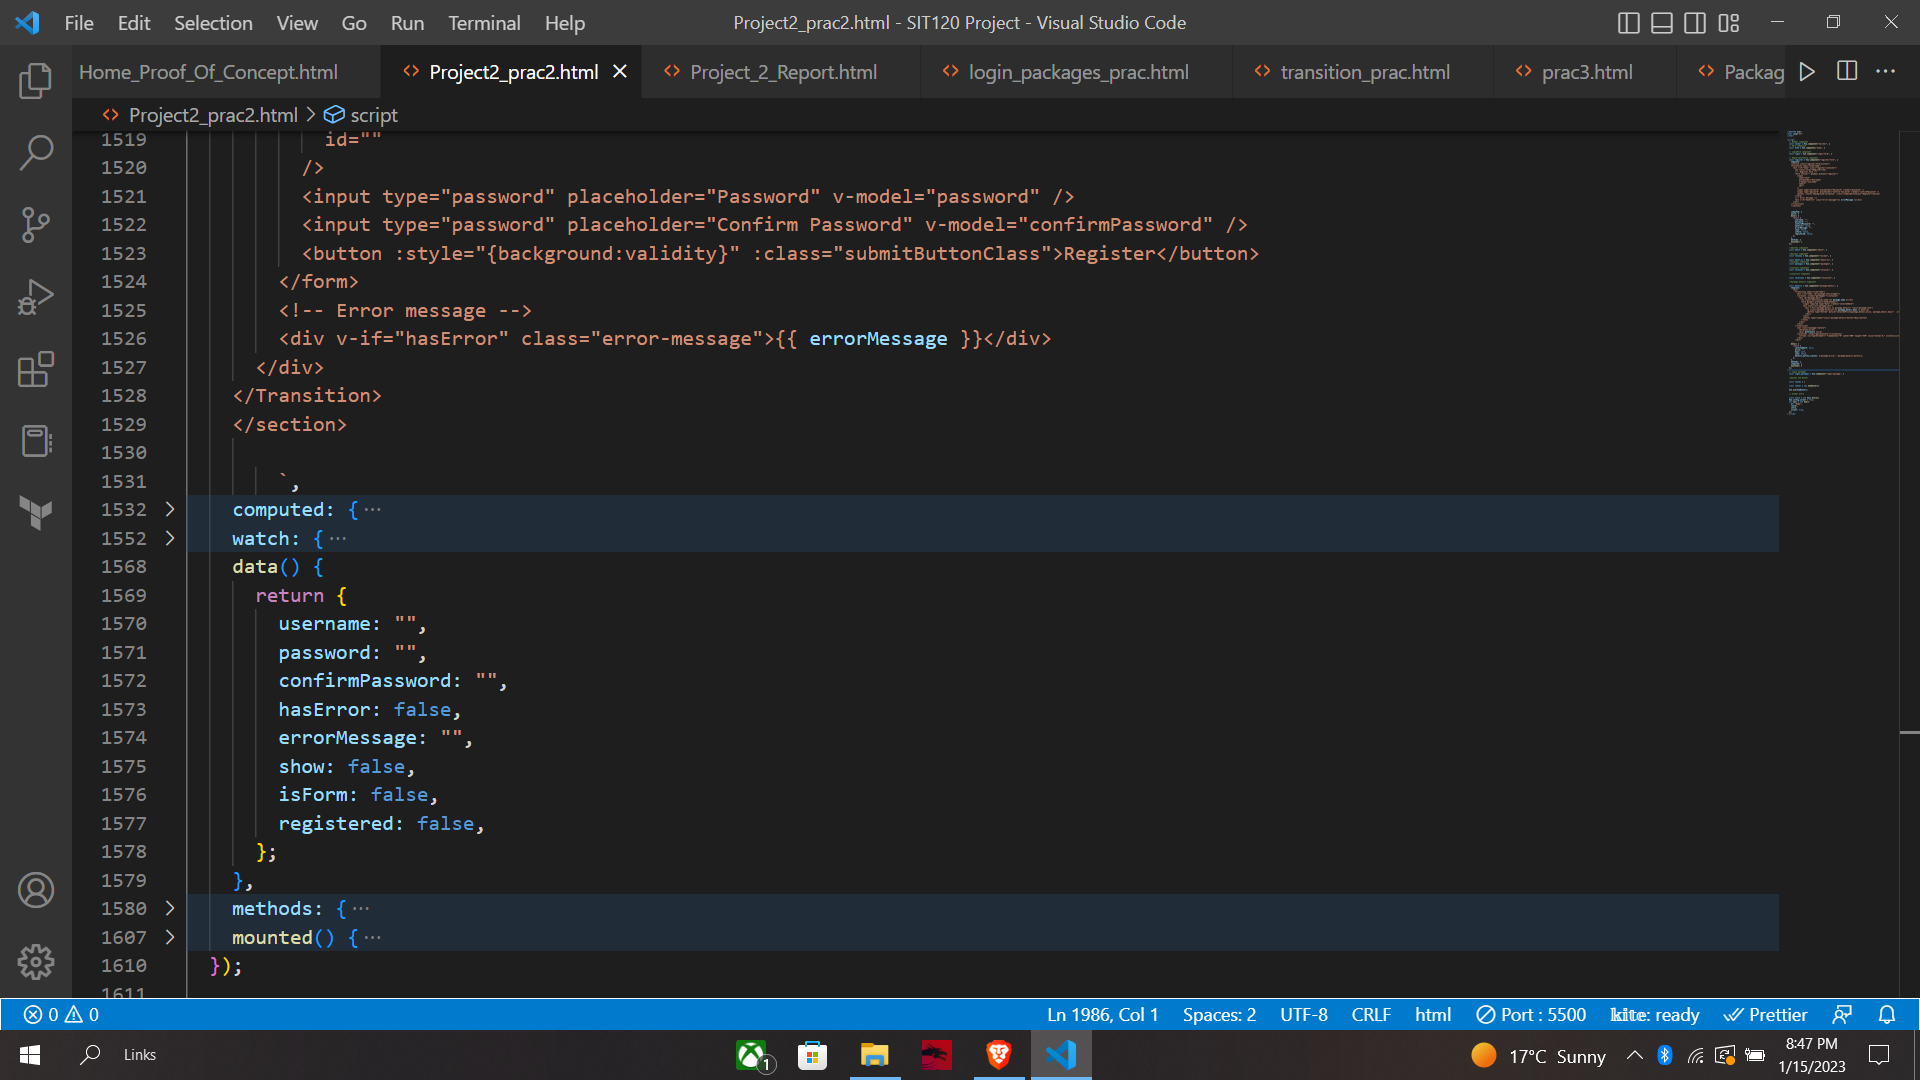 File Edit Selection View Go Run Terminal Help Project2_prac2.html - SIT120 Project - Visual Studio Code
Home_Proof_Of_Concept.html Project2_prac2.html Project_2_Report.html login_packages_prac.html transition_prac.html prac3.html Packag
Project2_prac2.html > script
1519 id=""
1520 />
1521 <input type="password" placeholder="Password" v-model="password" />
1522 <input type="password" placeholder="Confirm Password" v-model="confirmPassword" />
1523 <button :style="{background:validity}" :class="submitButtonClass">Register</button>
1524 </form>
1525 <!-- Error message -->
1526 <div v-if="hasError" class="error-message">{{ errorMessage }}</div>
1527 </div>
1528 </Transition>
1529 </section>
1530
1531 `,
1532 computed: {···
1552 watch: {···
1568 data() {
1569 return {
1570 username: "",
1571 password: "",
1572 confirmPassword: "",
1573 hasError: false,
1574 errorMessage: "",
1575 show: false,
1576 isForm: false,
1577 registered: false,
1578 };
1579 },
1580 methods: {···
1607 mounted() {···
1610 });
1611
0 0 Ln 1986, Col 1 Spaces: 2 UTF-8 CRLF html Port : 5500 kite: ready Prettier
Links 1 17°C Sunny 8:47 PM
1/15/2023